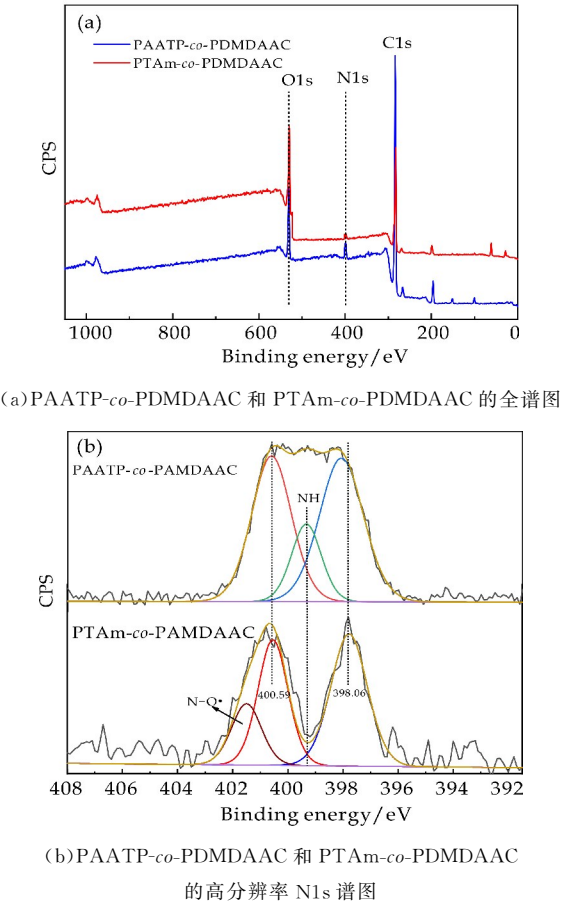 (a)
PAATP-co-PDMDAAC
PTAm-co-PDMDAAC
C1s
O1s
N1s
CPS
1000 800 600 400 200 0
Binding energy/eV
(a)PAATP-co-PDMDAAC 和 PTAm-co-PDMDAAC 的全谱图
(b)
PAATP-co-PAMDAAC
NH
CPS
PTAm-co-PAMDAAC
N-Q•
400.59
398.06
408 406 404 402 400 398 396 394 392
Binding energy/eV
(b)PAATP-co-PDMDAAC 和 PTAm-co-PDMDAAC
的高分辨率 N1s 谱图